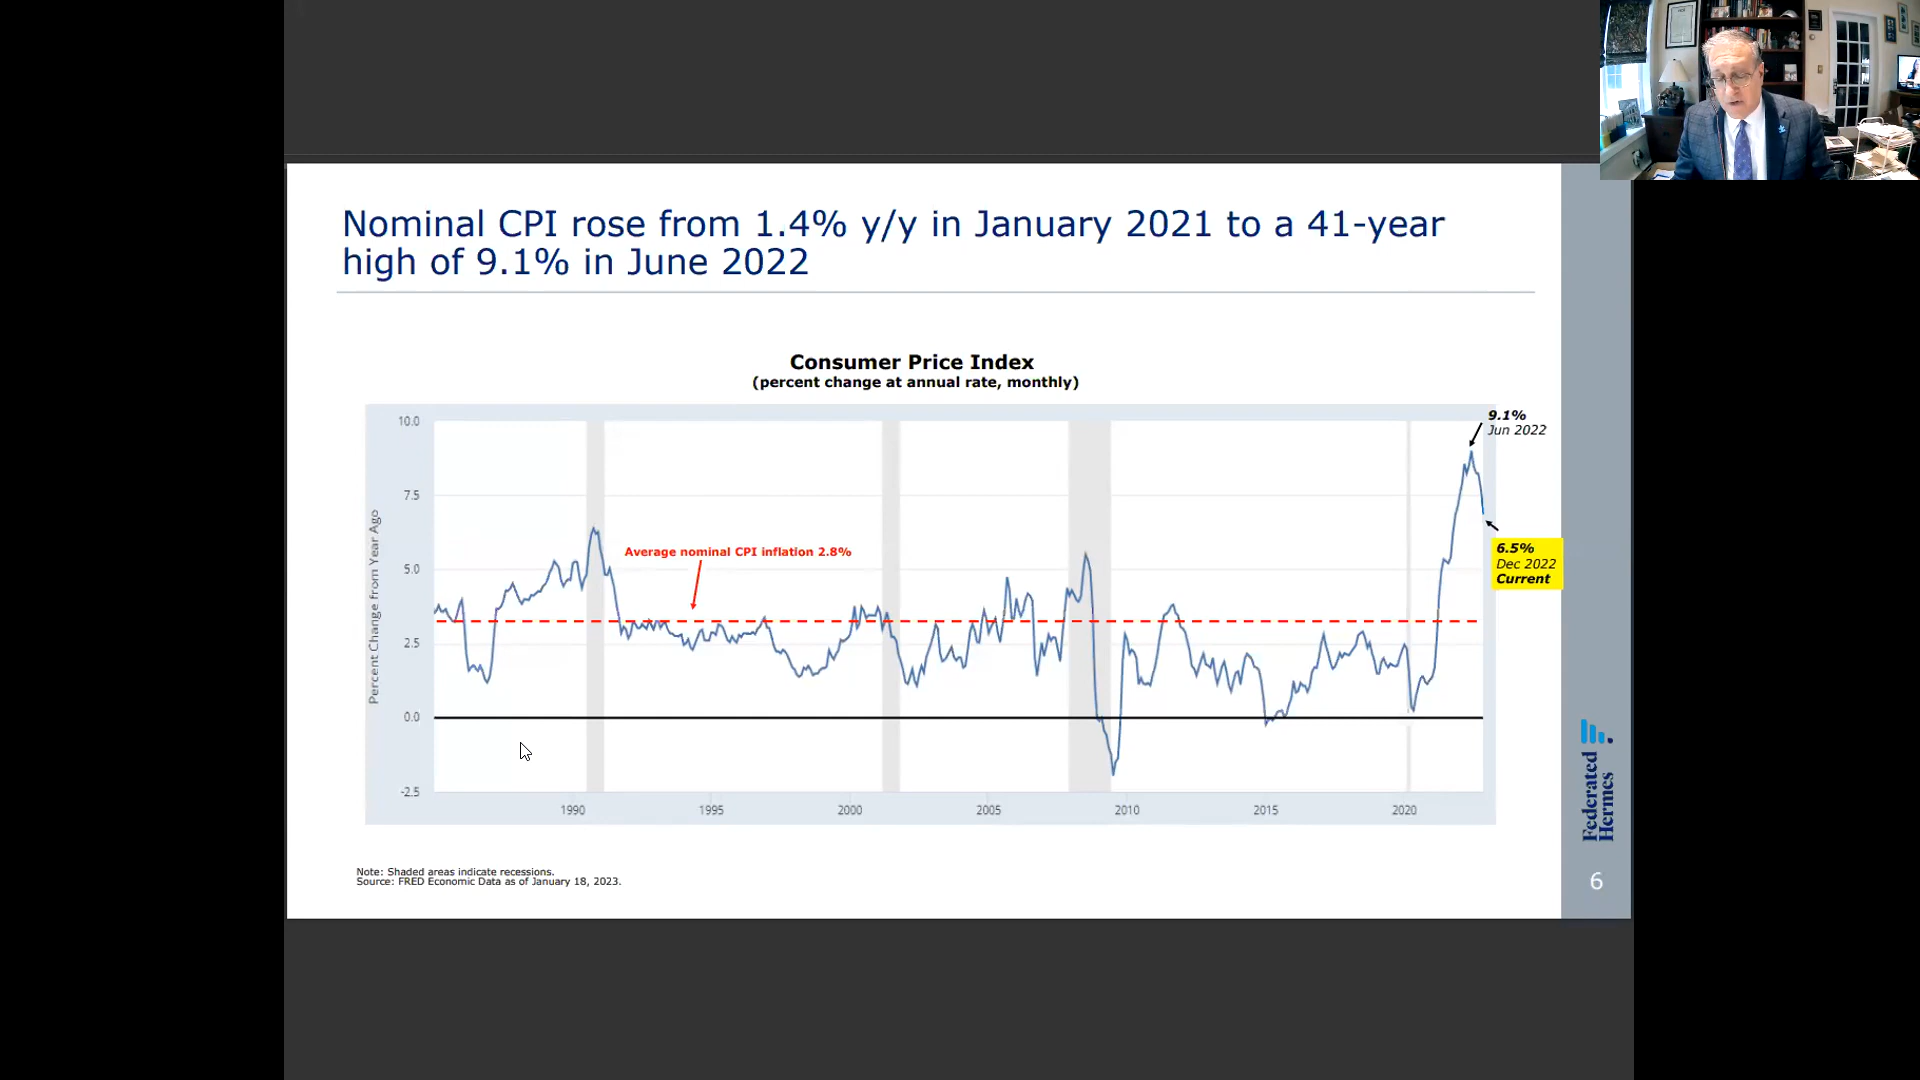 Nominal CPI rose from 1.4% y/y in January 2021 to a 41-year
high of 9.1% in June 2022
Consumer Price Index
(percent change at annual rate, monthly)
Percent Change from Year Ago
10.0
7.5
5.0
2.5
0.0
-2.5
Average nominal CPI inflation 2.8%
9.1%
Jun 2022
6.5%
Dec 2022
Current
1990
1995
2000
2005
2010
2015
2020
Note: Shaded areas indicate recessions.
Source: FRED Economic Data as of January 18, 2023.
Federated
Hermes
6